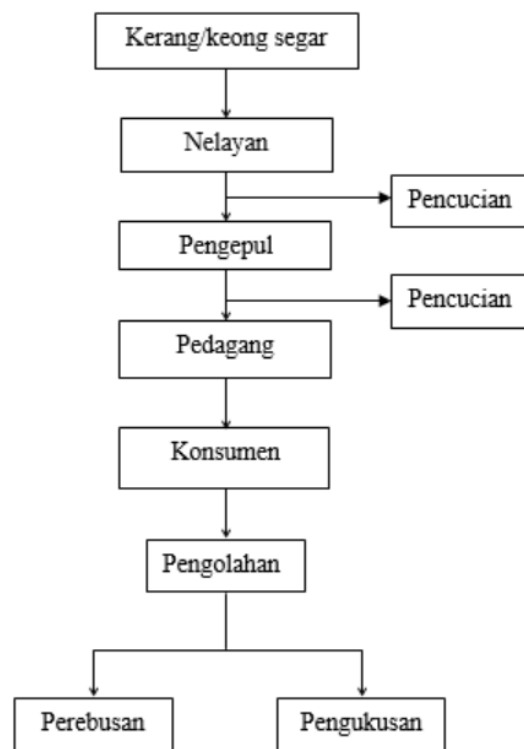 Kerang/keong segar
Nelayan
Pencucian
Pengepul
Pencucian
Pedagang
Konsumen
Pengolahan
Perebusan
Pengukusan